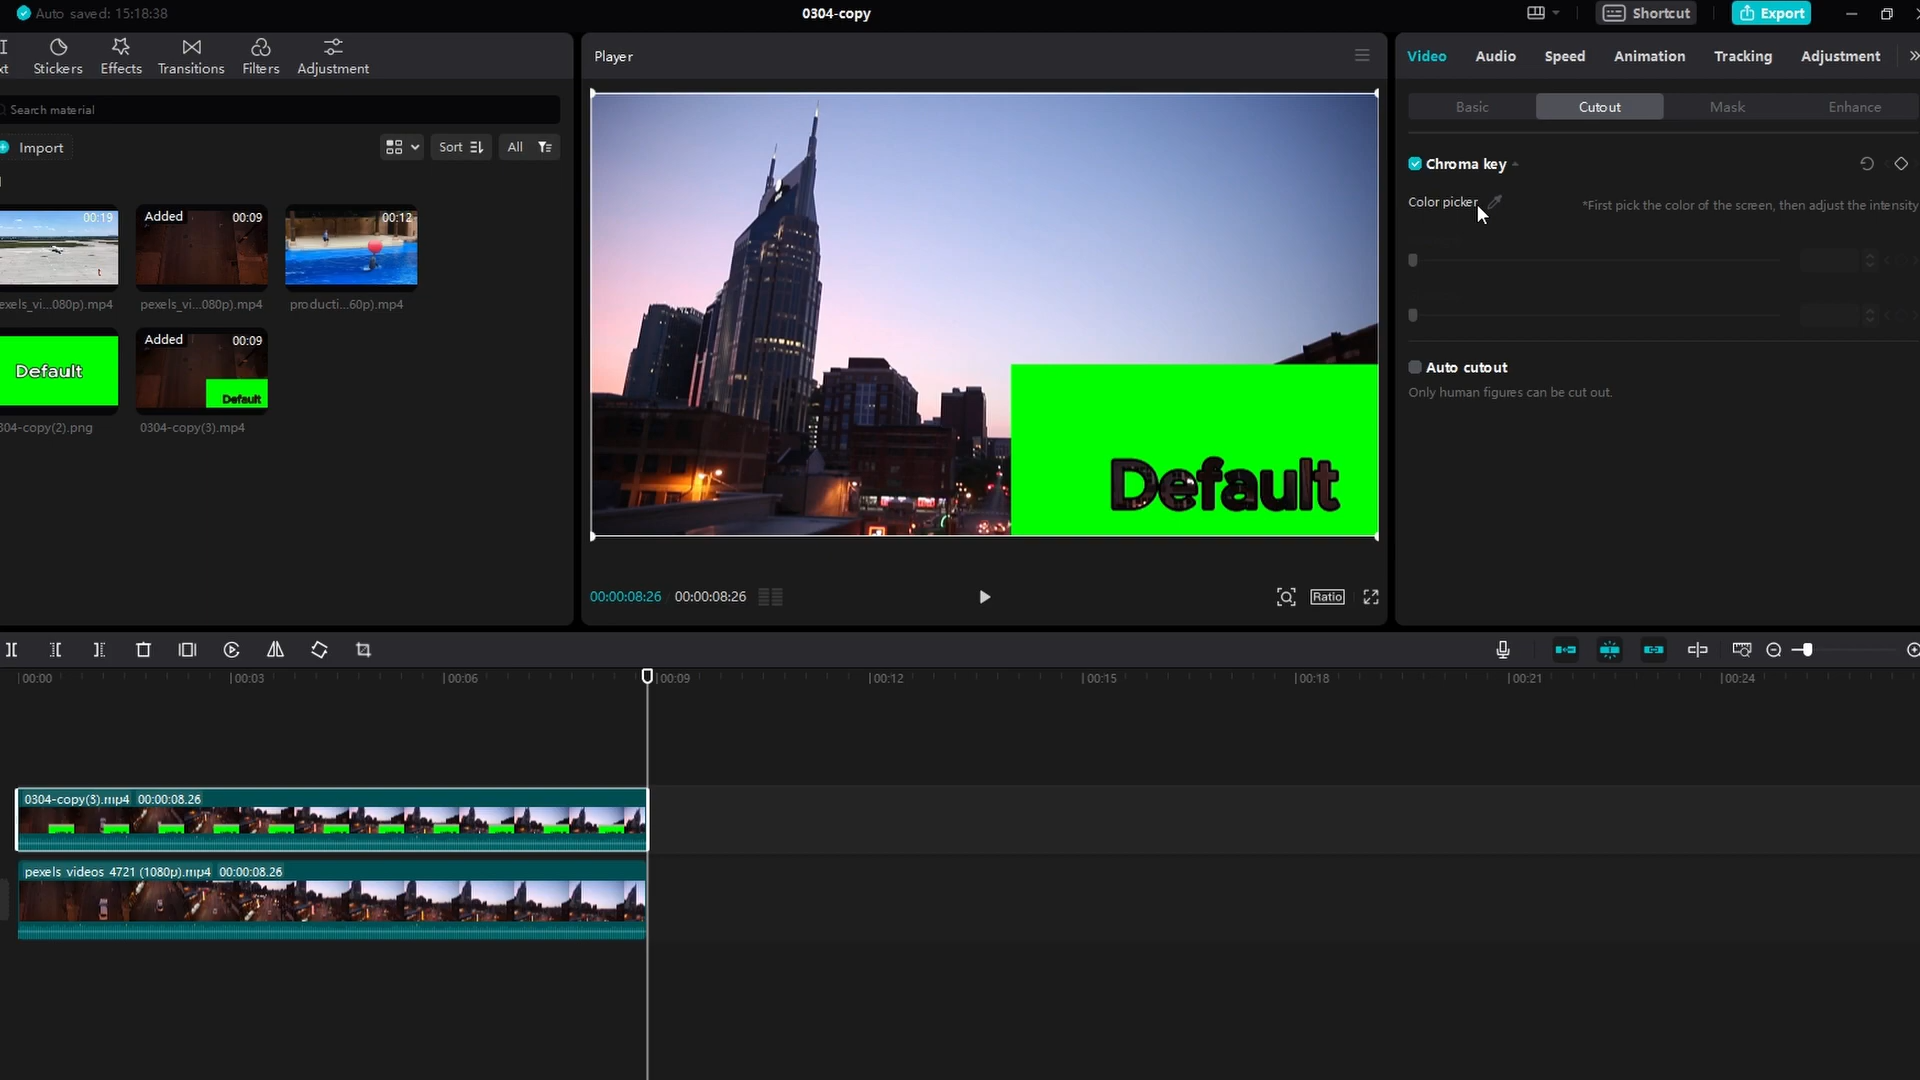 Auto saved: 15:18:38
0304-copy
Shortcut
Export
xt
Stickers
Effects
Transitions
Filters
Adjustment
Player
Video
Audio
Speed
Animation
Tracking
Adjustment
Search material
Basic
Cutout
Mask
Enhance
Import
Sort
All
Chroma key
Color picker
*First pick the color of the screen, then adjust the intensity
00:19
Added
00:09
00:12
exels_vi...080p).mp4
pexels_vi...080p).mp4
producti...60p).mp4
Default
Added
00:09
Default
304-copy(2).png
0304-copy(3).mp4
Auto cutout
Only human figures can be cut out.
Default
00:00:08:26
00:00:08:26
Ratio
00:00
00:03
00:06
00:09
00:12
00:15
00:18
00:21
00:24
0304-copy(3).mp4 00:00:08.26
pexels videos 4721 (1080p).mp4 00:00:08.26